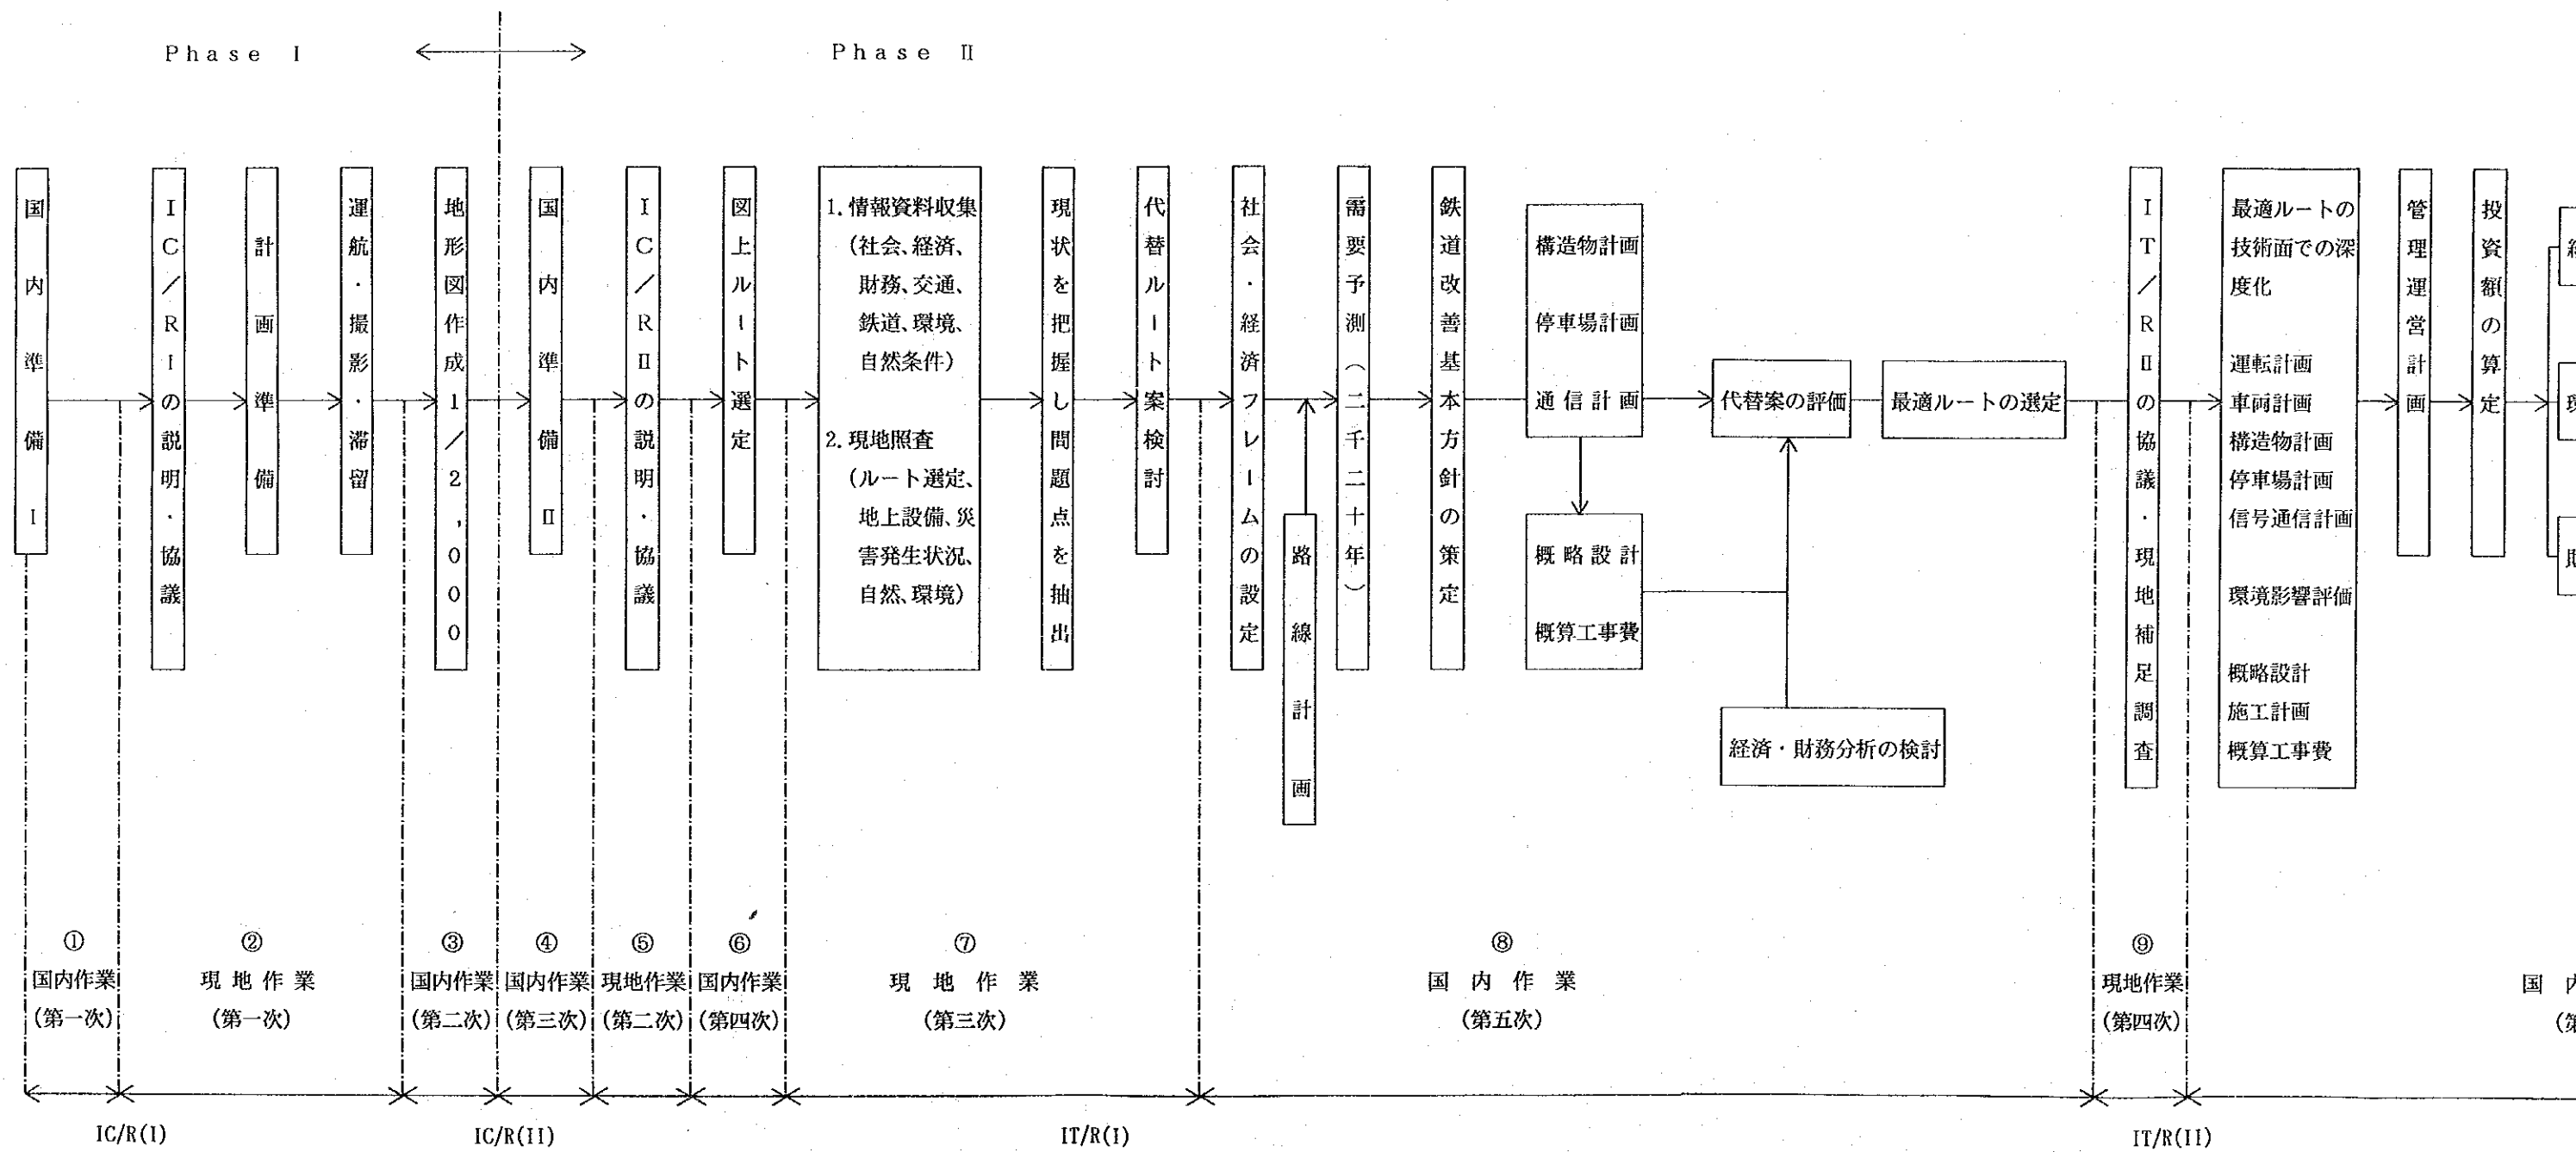 Phase I
Phase II
国内準備I
IC/RIの説明・協議
計画準備
運航・撮影・滞留
地形図作成1/2,000
国内準備II
IC/RIIの説明・協議
図上ルート選定
1. 情報資料収集
(社会、経済、
財務、交通、
鉄道、環境、
自然条件)
2. 現地照査
(ルート選定、
地上設備、災
害発生状況、
自然、環境)
現状を把握し問題点を抽出
代替ルート案検討
社会・経済フレームの設定
路線計画
需要予測(二千二十年)
鉄道改善基本方針の策定
構造物計画
停車場計画
通信計画
概略設計
概算工事費
代替案の評価
経済・財務分析の検討
最適ルートの選定
IT/RIIの協議・現地補足調査
最適ルートの
技術面での深
度化
運転計画
車両計画
構造物計画
停車場計画
信号通信計画
環境影響評価
概略設計
施工計画
概算工事費
管理運営計画
投資額の算定
①
国内作業
(第一次)
②
現地作業
(第一次)
③
国内作業
(第二次)
④
国内作業
(第三次)
⑤
現地作業
(第二次)
⑥
国内作業
(第四次)
⑦
現地作業
(第三次)
⑧
国内作業
(第五次)
⑨
現地作業
(第四次)
国
IC/R(I)
IC/R(II)
IT/R(I)
IT/R(II)